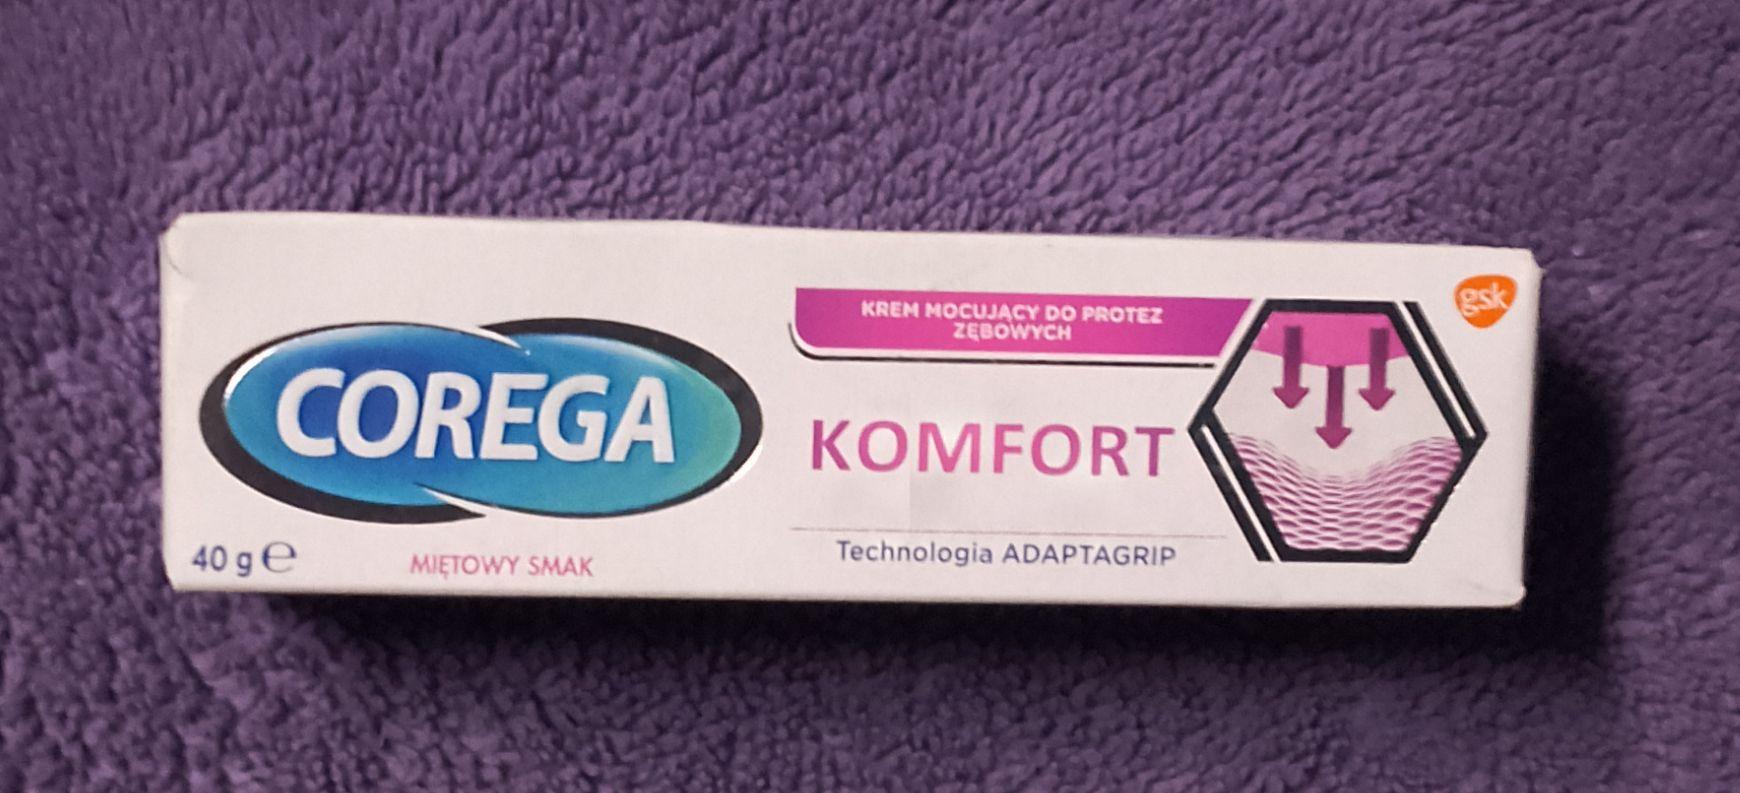 COREGA
40 g ℮
MIĘTOWY SMAK
KREM MOCUJĄCY DO PROTEZ
ZĘBOWYCH
KOMFORT
Technologia ADAPTAGRIP
gsk